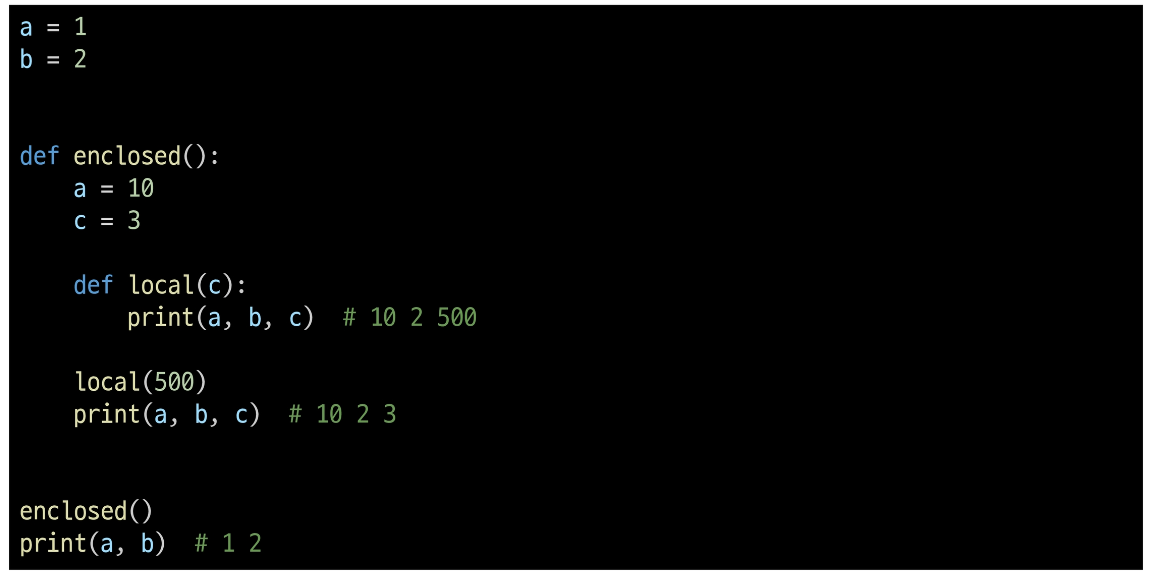 a = 1
b = 2
def enclosed():
    a = 10
    c = 3
    def local(c):
        print(a, b, c)  # 10 2 500
    local(500)
    print(a, b, c)  # 10 2 3
enclosed()
print(a, b)  # 1 2